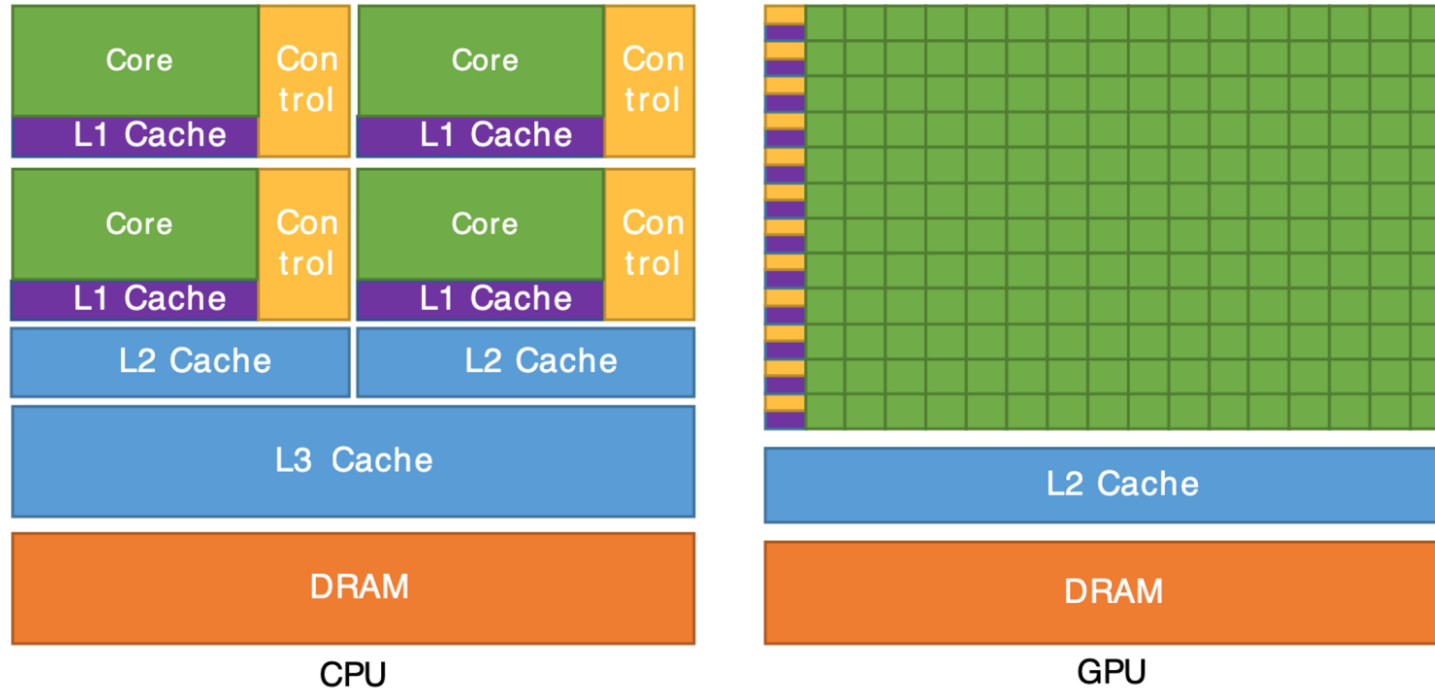 Core
Con
trol
L1 Cache
Core
Con
trol
L1 Cache
Core
Con
trol
L1 Cache
Core
Con
trol
L1 Cache
L2 Cache
L2 Cache
L3 Cache
DRAM
CPU
L2 Cache
DRAM
GPU